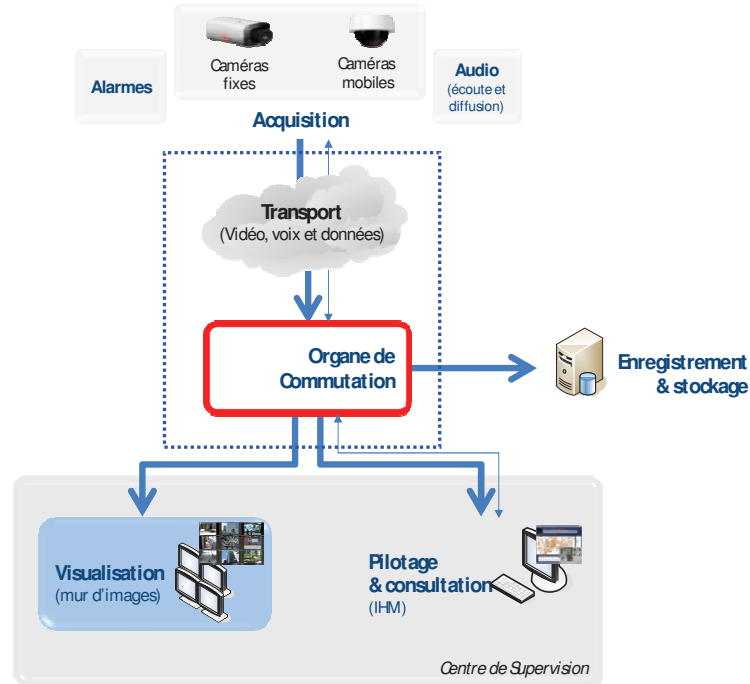 Caméras
fixes
Caméras
mobiles
Alarmes
Audio
(écoute et
diffusion)
Acquisition
Transport
(Vidéo, voix et données)
Organe de
Commutation
Enregistrement
& stockage
Visualisation
(mur d'images)
Pilotage
& consultation
(IHM)
Centre de Supervision